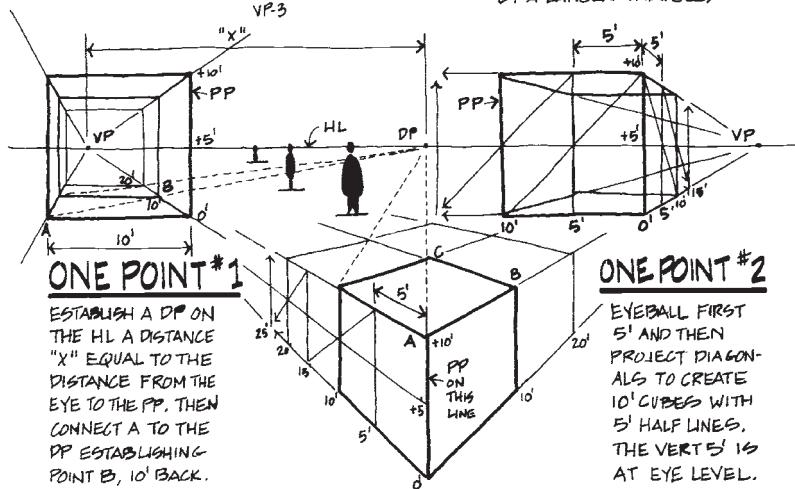 VP-3
"X"
+10'
PP
VP
+5'
20'
B
10'
0'
A
10'
HL
DP
5'
5'
+10'
PP
+5'
VP
15'
10'
5'
0'
5'
10'
ONE POINT #1
ESTABLISH A DP ON
THE HL A DISTANCE
"X" EQUAL TO THE
DISTANCE FROM THE
EYE TO THE PP. THEN
CONNECT A TO THE
DP ESTABLISHING
POINT B, 10' BACK.
C
B
5'
A
+10'
25'
20'
15'
10'
5'
PP
ON
THIS
LINE
+5
0'
10'
20'
ONE POINT #2
EYEBALL FIRST
5' AND THEN
PROJECT DIAGON-
ALS TO CREATE
10' CUBES WITH
5' HALF LINES.
THE VERT 5' IS
AT EYE LEVEL.